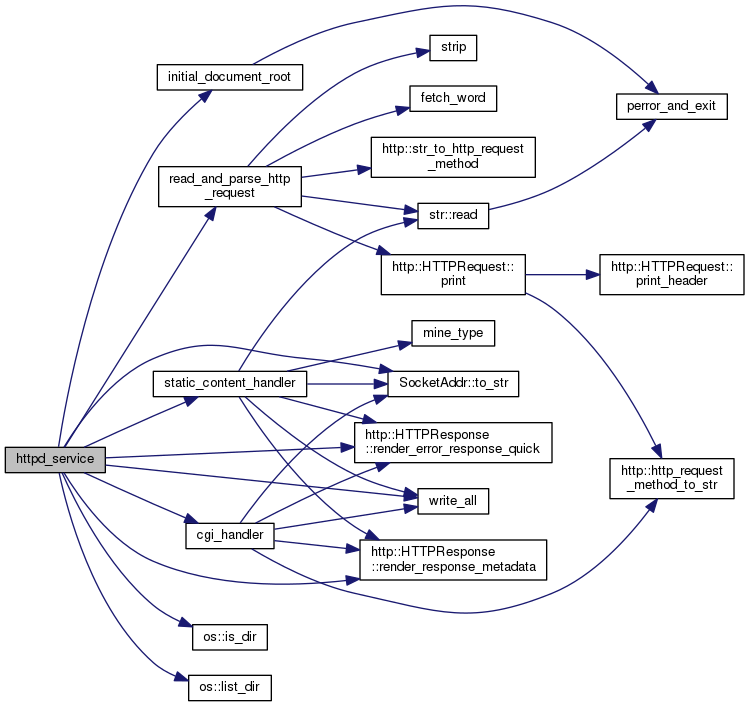 initial_document_root
strip
fetch_word
perror_and_exit
read_and_parse_http
_request
http::str_to_http_request
_method
str::read
http::HTTPRequest::
print
http::HTTPRequest::
print_header
mine_type
static_content_handler
SocketAddr::to_str
httpd_service
http::HTTPResponse
::render_error_response_quick
http::http_request
_method_to_str
write_all
cgi_handler
http::HTTPResponse
::render_response_metadata
os::is_dir
os::list_dir